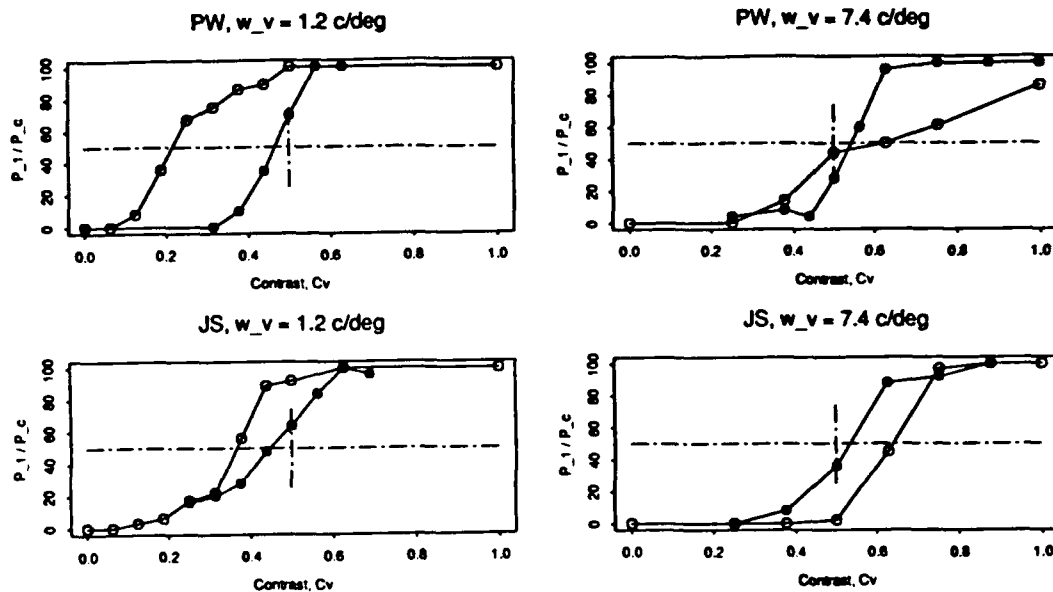 PW, w_v = 1.2 c/deg
P_1 / P_c
0 20 40 60 80 100
0.0 0.2 0.4 0.6 0.8 1.0
Contrast, Cv
PW, w_v = 7.4 c/deg
P_1 / P_c
0 20 40 60 80 100
0.0 0.2 0.4 0.6 0.8 1.0
Contrast, Cv
JS, w_v = 1.2 c/deg
P_1 / P_c
0 20 40 60 80 100
0.0 0.2 0.4 0.6 0.8 1.0
Contrast, Cv
JS, w_v = 7.4 c/deg
P_1 / P_c
0 20 40 60 80 100
0.0 0.2 0.4 0.6 0.8 1.0
Contrast, Cv